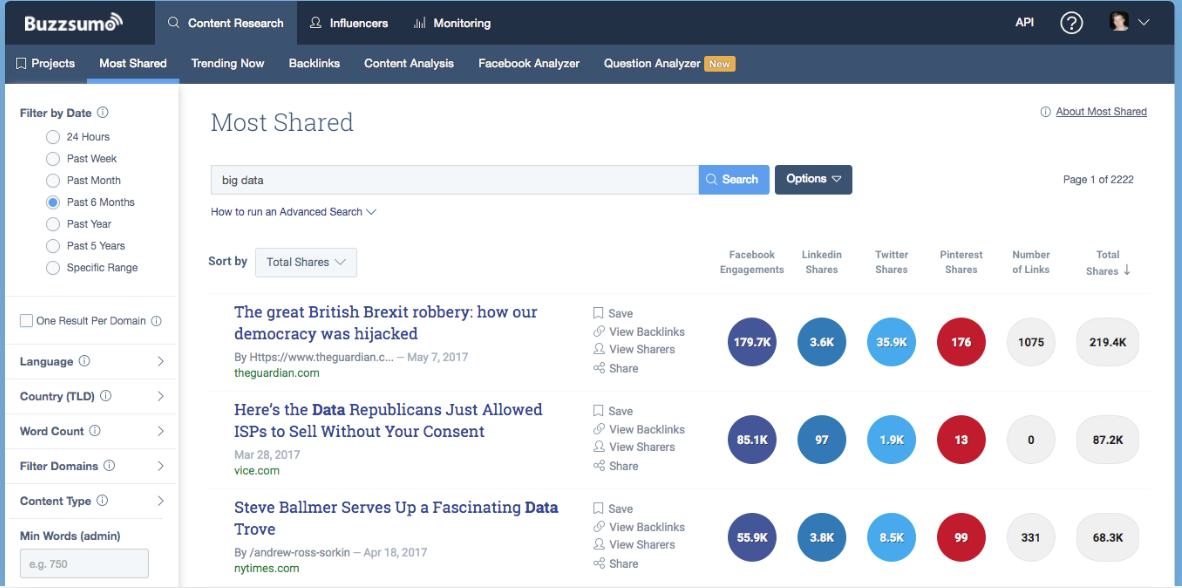 Buzzsumo
Content Research
Influencers
Monitoring
API
?
Projects
Most Shared
Trending Now
Backlinks
Content Analysis
Facebook Analyzer
Question Analyzer New
Filter by Date
24 Hours
Past Week
Past Month
Past 6 Months
Past Year
Past 5 Years
Specific Range
One Result Per Domain
Language
Country (TLD)
Word Count
Filter Domains
Content Type
Min Words (admin)
e.g. 750
Most Shared
About Most Shared
big data
Search
Options
Page 1 of 2222
How to run an Advanced Search
Sort by
Total Shares
Facebook
Engagements
Linkedin
Shares
Twitter
Shares
Pinterest
Shares
Number
of Links
Total
Shares ↓
The great British Brexit robbery: how our
democracy was hijacked
By Https://www.theguardian.c... – May 7, 2017
theguardian.com
Save
View Backlinks
View Sharers
Share
179.7K
3.6K
35.9K
176
1075
219.4K
Here's the Data Republicans Just Allowed
ISPs to Sell Without Your Consent
Mar 28, 2017
vice.com
Save
View Backlinks
View Sharers
Share
85.1K
97
1.9K
13
0
87.2K
Steve Ballmer Serves Up a Fascinating Data
Trove
By /andrew-ross-sorkin – Apr 18, 2017
nytimes.com
Save
View Backlinks
View Sharers
Share
55.9K
3.8K
8.5K
99
331
68.3K